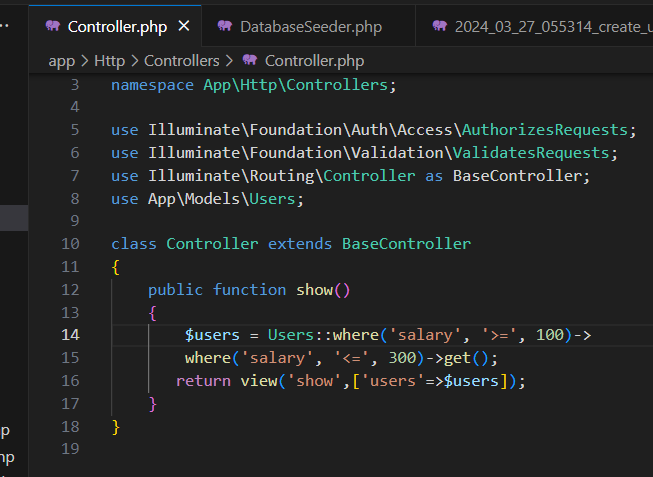 Controller.php
DatabaseSeeder.php
2024_03_27_055314_create_u
app > Http > Controllers > Controller.php
3 namespace App\Http\Controllers;
4
5 use Illuminate\Foundation\Auth\Access\AuthorizesRequests;
6 use Illuminate\Foundation\Validation\ValidatesRequests;
7 use Illuminate\Routing\Controller as BaseController;
8 use App\Models\Users;
9
10 class Controller extends BaseController
11 {
12 public function show()
13 {
14 $users = Users::where('salary', '>=', 100)->
15 where('salary', '<=', 300)->get();
16 return view('show',['users'=>$users]);
17 }
18 }
19